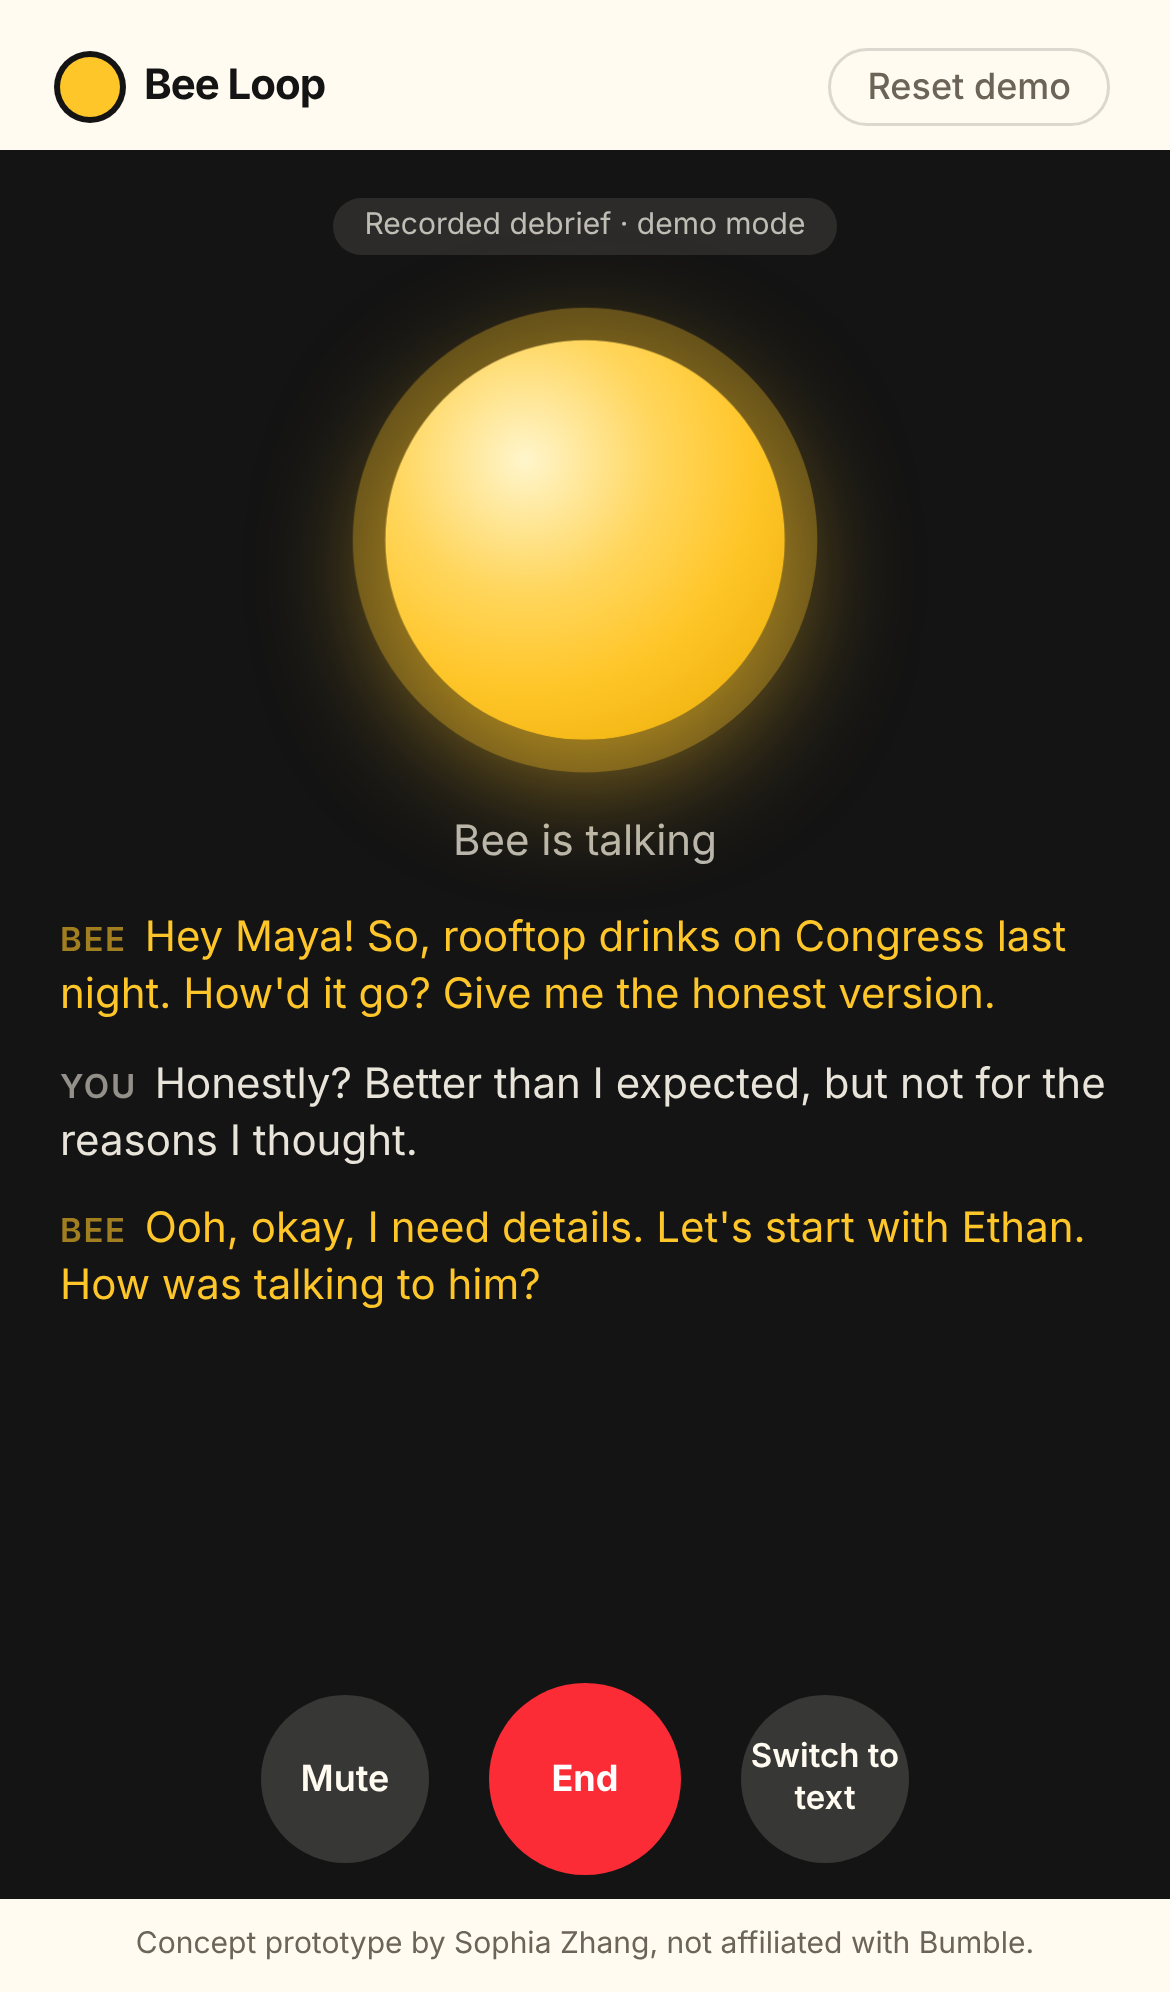 Bee Loop
Reset demo
Recorded debrief · demo mode
Bee is talking
BEE Hey Maya! So, rooftop drinks on Congress last
night. How'd it go? Give me the honest version.
YOU Honestly? Better than I expected, but not for the
reasons I thought.
BEE Ooh, okay, I need details. Let's start with Ethan.
How was talking to him?
Mute
End
Switch to
text
Concept prototype by Sophia Zhang, not affiliated with Bumble.